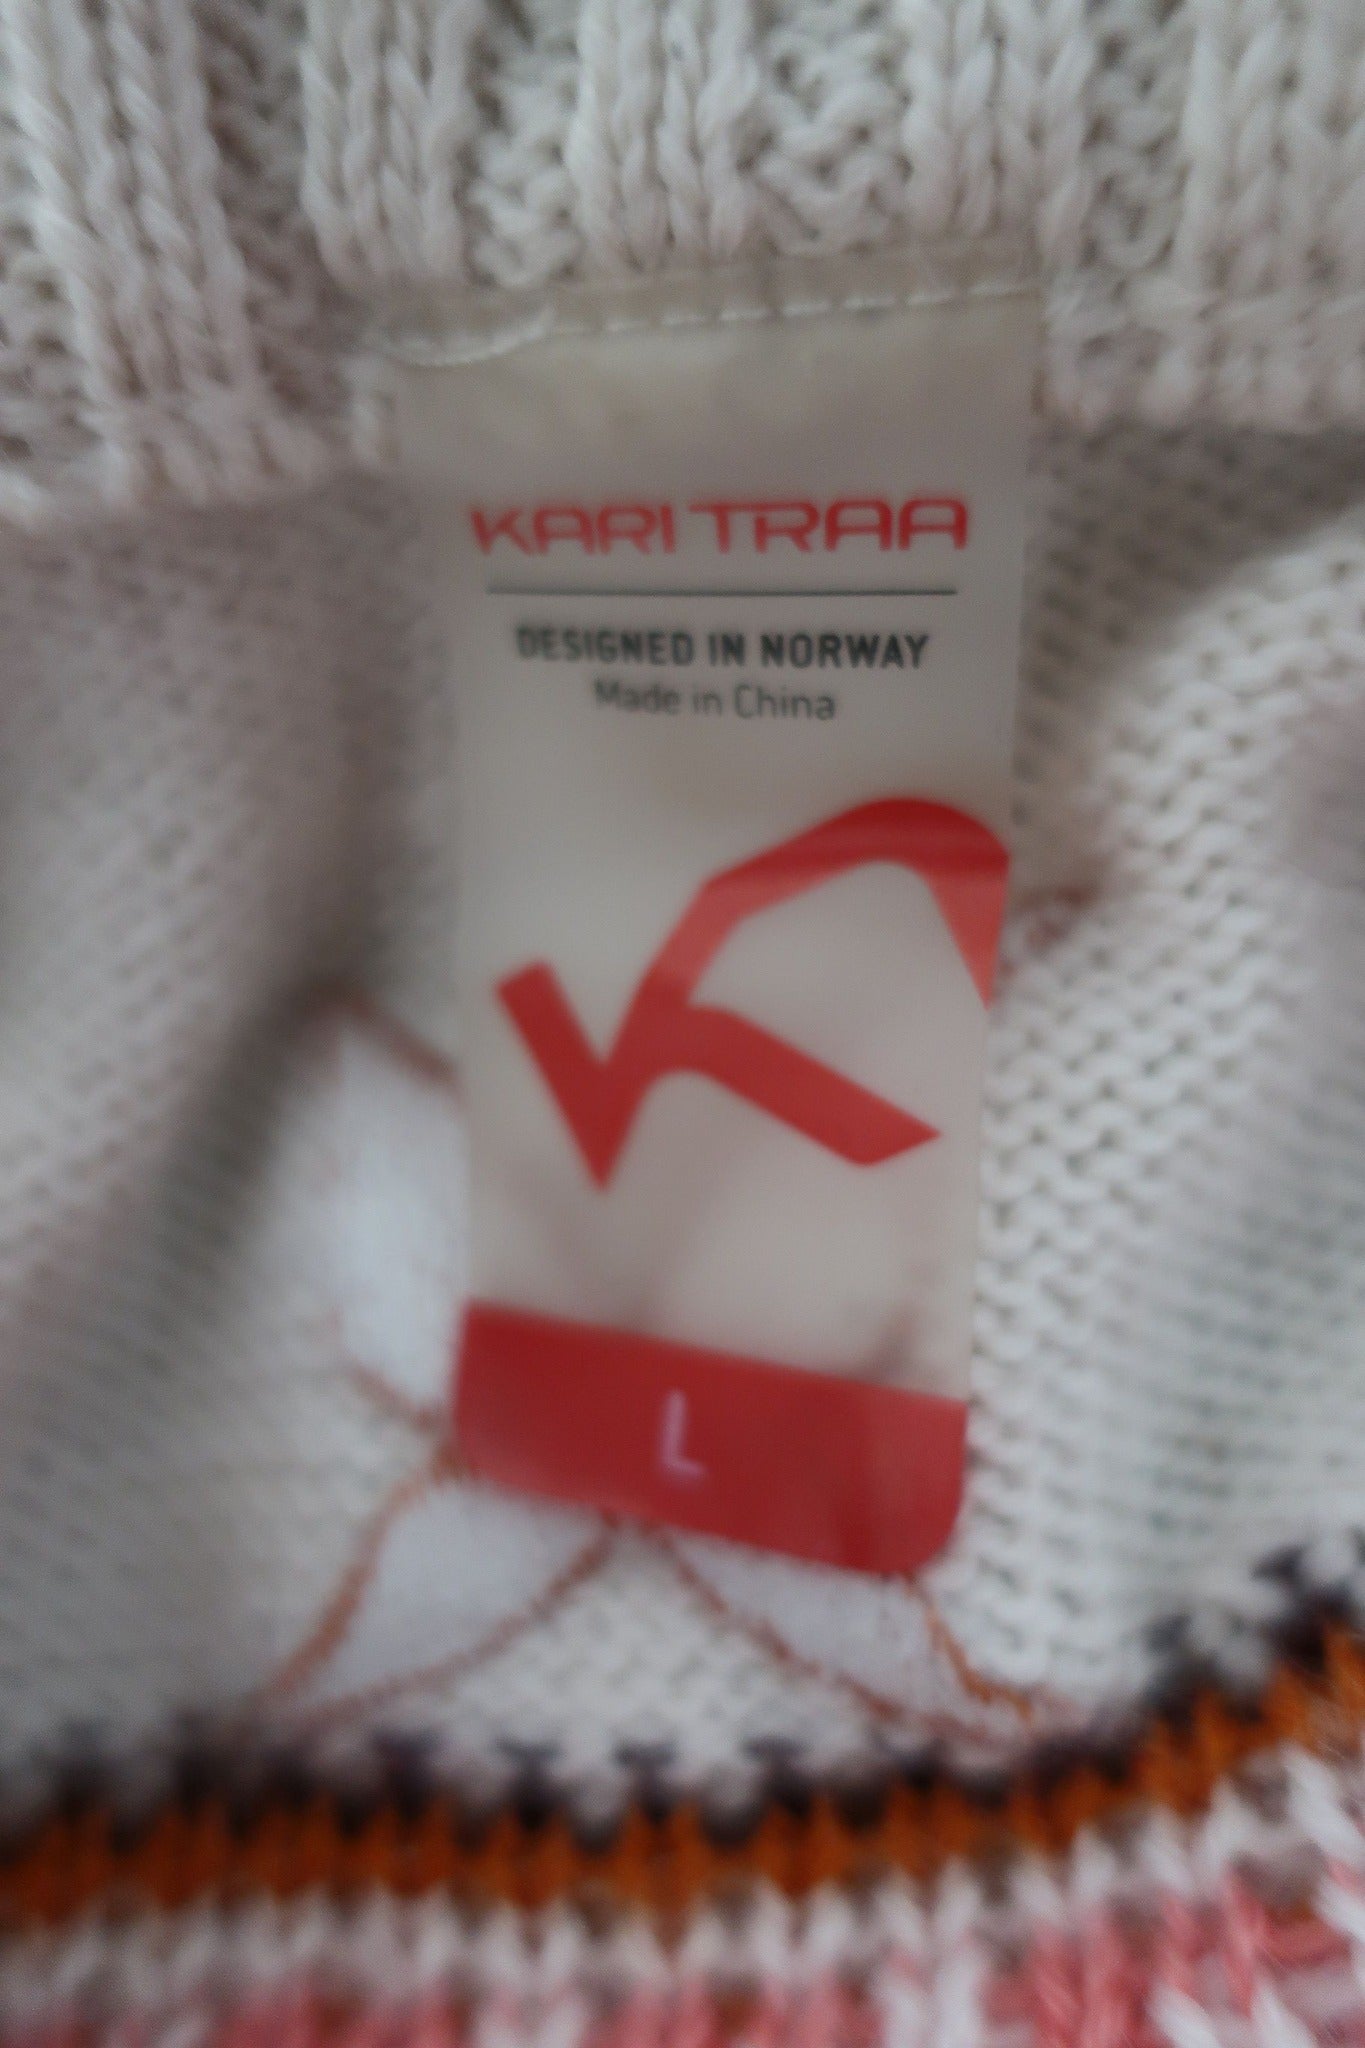 KARI TRAA
DESIGNED IN NORWAY
Made in China
L